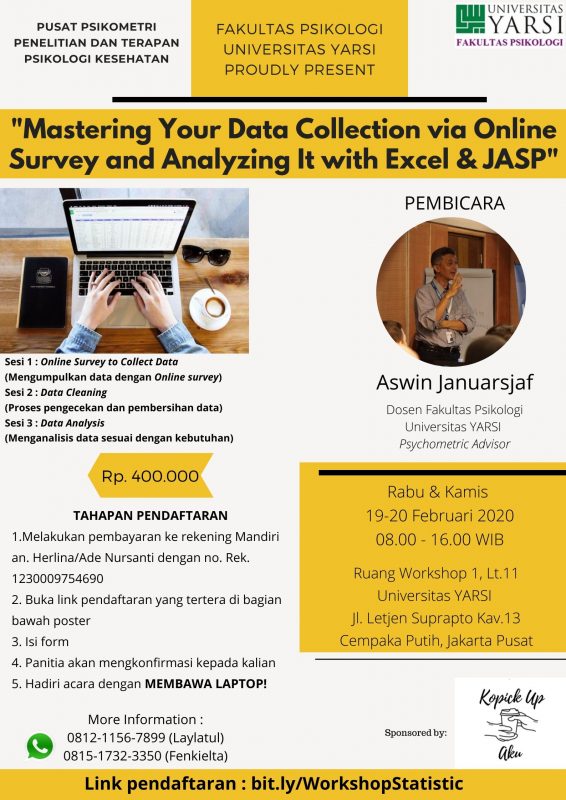 PUSAT PSIKOMETRI
PENELITIAN DAN TERAPAN
PSIKOLOGI KESEHATAN
FAKULTAS PSIKOLOGI
UNIVERSITAS YARSI
PROUDLY PRESENT
UNIVERSITAS
YARSI
FAKULTAS PSIKOLOGI
"Mastering Your Data Collection via Online
Survey and Analyzing It with Excel & JASP"
PEMBICARA
Aswin Januarsjaf
Dosen Fakultas Psikologi
Universitas YARSI
Psychometric Advisor
Sesi 1 : Online Survey to Collect Data
(Mengumpulkan data dengan Online survey)
Sesi 2 : Data Cleaning
(Proses pengecekan dan pembersihan data)
Sesi 3 : Data Analysis
(Menganalisis data sesuai dengan kebutuhan)
Rp. 400.000
TAHAPAN PENDAFTARAN
1.Melakukan pembayaran ke rekening Mandiri
an. Herlina/Ade Nursanti dengan no. Rek.
1230009754690
2. Buka link pendaftaran yang tertera di bagian
bawah poster
3. Isi form
4. Panitia akan mengkonfirmasi kepada kalian
5. Hadiri acara dengan MEMBAWA LAPTOP!
Rabu & Kamis
19-20 Februari 2020
08.00 - 16.00 WIB
Ruang Workshop 1, Lt.11
Universitas YARSI
Jl. Letjen Suprapto Kav.13
Cempaka Putih, Jakarta Pusat
More Information :
0812-1156-7899 (Laylatul)
0815-1732-3350 (Fenkielta)
Sponsored by:
Kopick Up
Aku
Link pendaftaran : bit.ly/WorkshopStatistic